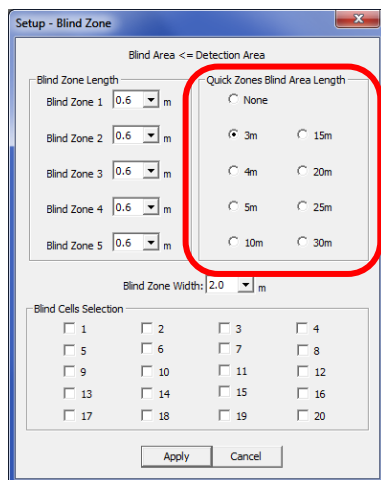 Setup - Blind Zone
Blind Area <= Detection Area
Blind Zone Length
Blind Zone 1 0.6 m
Blind Zone 2 0.6 m
Blind Zone 3 0.6 m
Blind Zone 4 0.6 m
Blind Zone 5 0.6 m
Quick Zones Blind Area Length
None
3m 15m
4m 20m
5m 25m
10m 30m
Blind Zone Width: 2.0 m
Blind Cells Selection
1 2 3 4
5 6 7 8
9 10 11 12
13 14 15 16
17 18 19 20
Apply Cancel